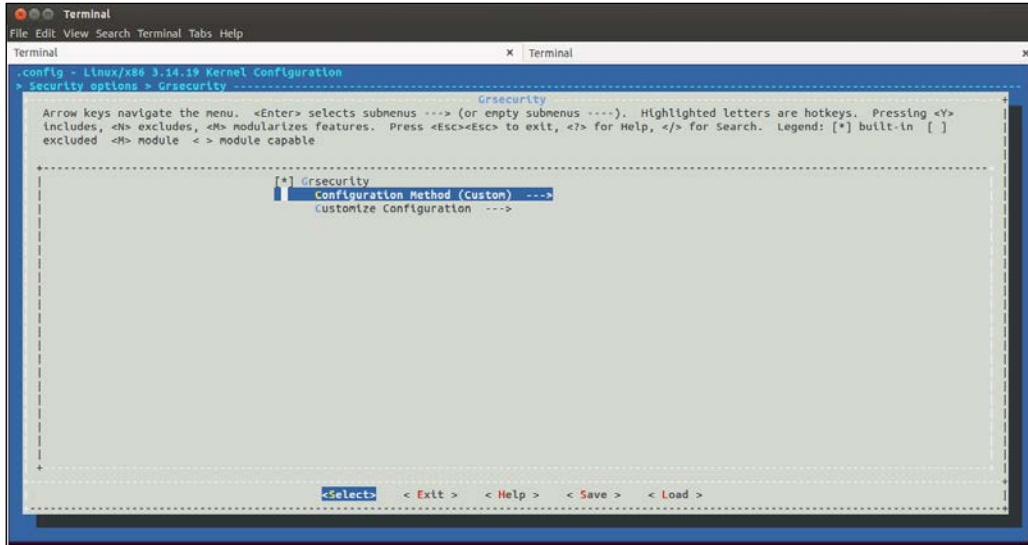 Terminal
File Edit View Search Terminal Tabs Help
Terminal × Terminal ×
.config - Linux/x86 3.14.19 Kernel Configuration
> Security options > Grsecurity
Grsecurity
Arrow keys navigate the menu. <Enter> selects submenus ---> (or empty submenus ----). Highlighted letters are hotkeys. Pressing <Y>
includes, <N> excludes, <M> modularizes features. Press <Esc><Esc> to exit, <?> for Help, </> for Search. Legend: [*] built-in [ ]
excluded <M> module < > module capable
[*] Grsecurity
Configuration Method (Custom) --->
Customize Configuration --->
<Select> < Exit > < Help > < Save > < Load >